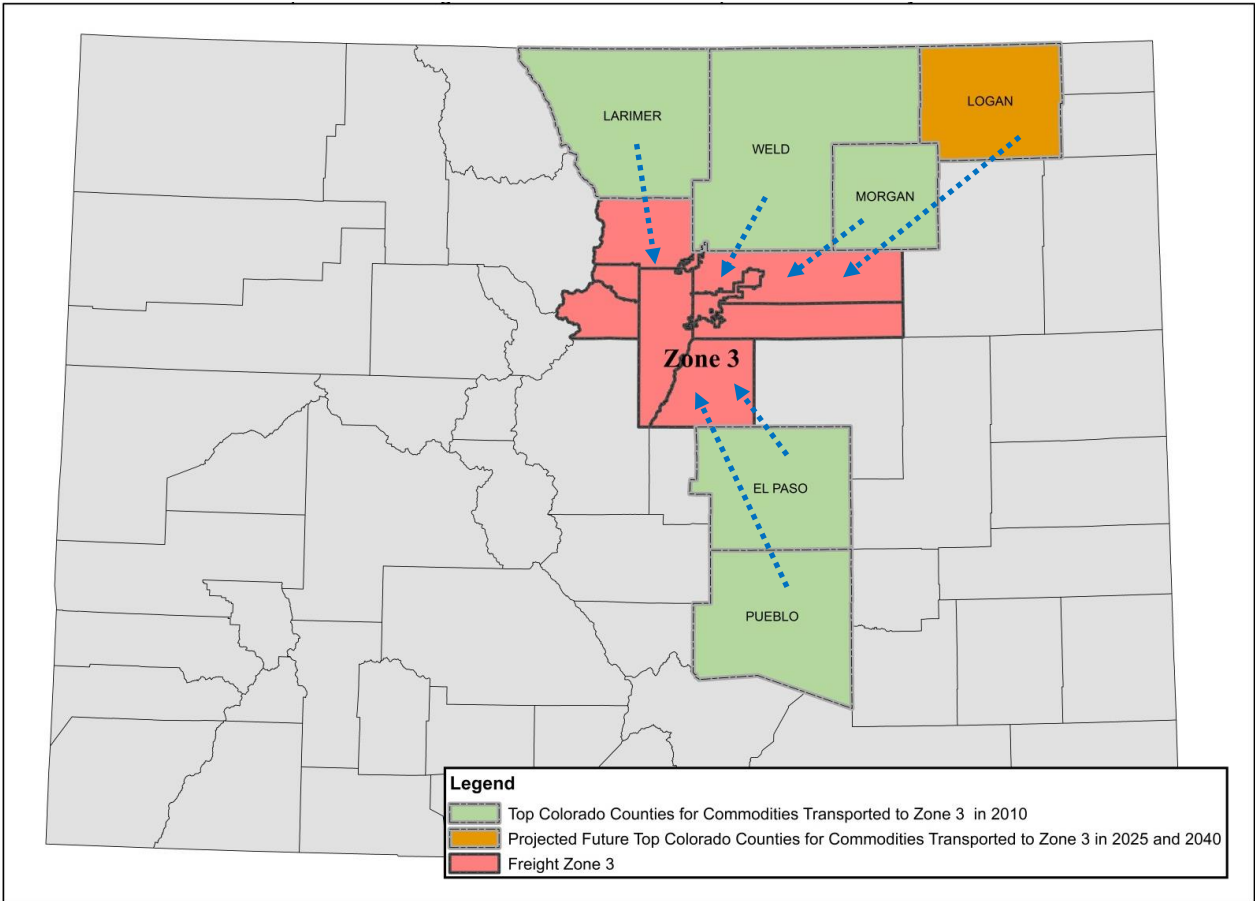 LARIMER
WELD
LOGAN
MORGAN
Zone 3
EL PASO
PUEBLO
Legend
Top Colorado Counties for Commodities Transported to Zone 3 in 2010
Projected Future Top Colorado Counties for Commodities Transported to Zone 3 in 2025 and 2040
Freight Zone 3